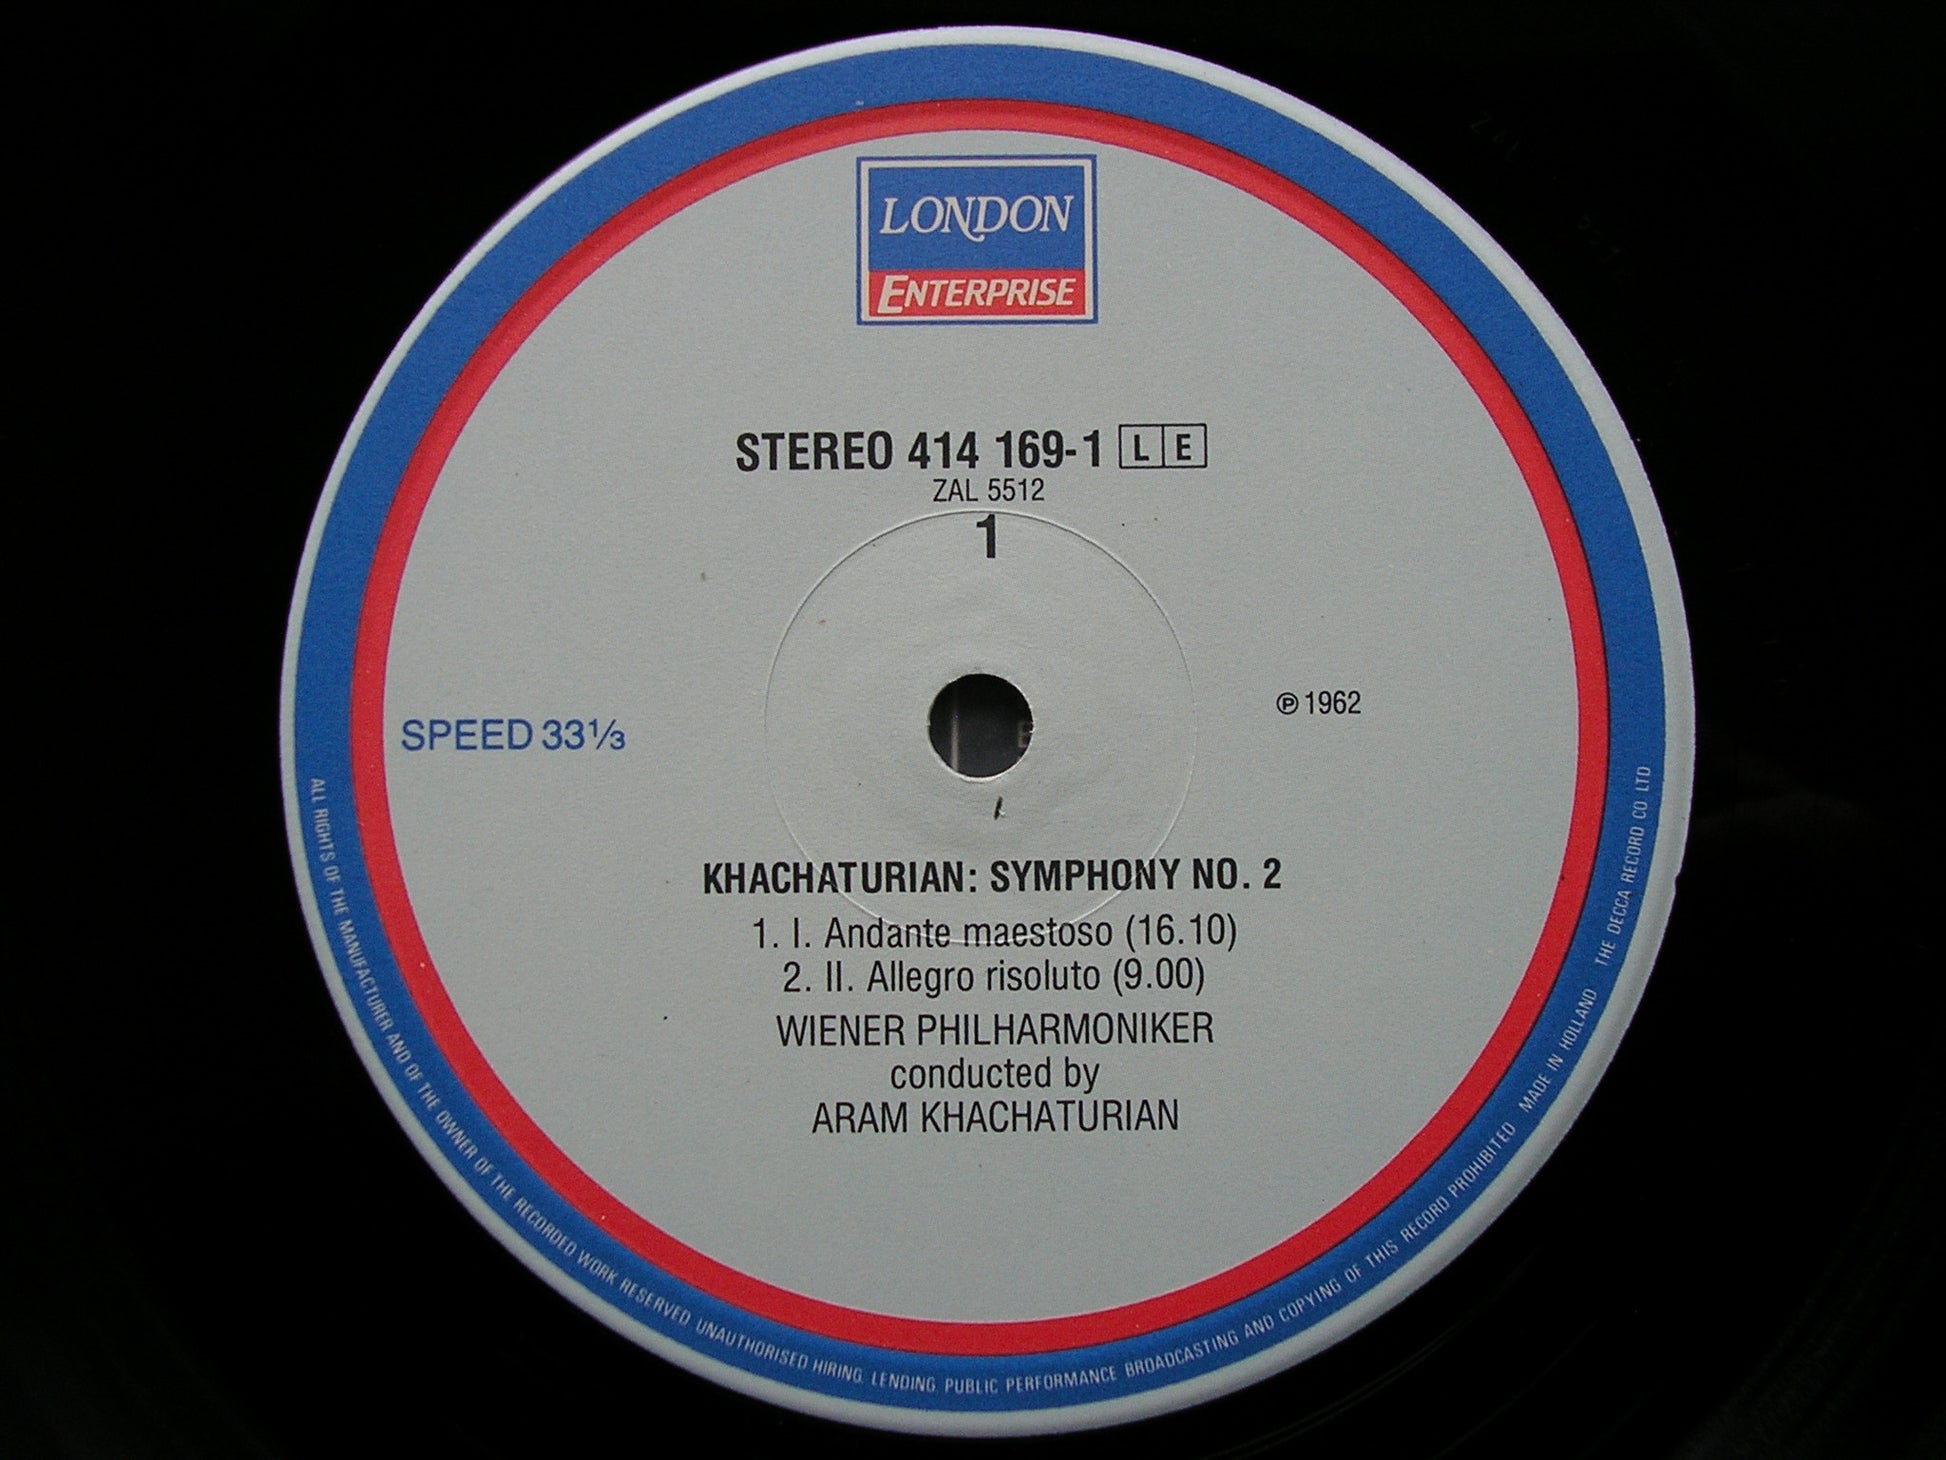 LONDON
ENTERPRISE
STEREO 414 169-1 L E
ZAL 5512
1
SPEED 33⅓
℗ 1962
KHACHATURIAN: SYMPHONY NO. 2
1. I. Andante maestoso (16.10)
2. II. Allegro risoluto (9.00)
WIENER PHILHARMONIKER
conducted by
ARAM KHACHATURIAN
ALL RIGHTS OF THE MANUFACTURER AND OF THE OWNER OF THE RECORDED WORK RESERVED. UNAUTHORISED HIRING, LENDING, PUBLIC PERFORMANCE BROADCASTING AND COPYING OF THIS RECORD PROHIBITED MADE IN HOLLAND THE DECCA RECORD CO LTD